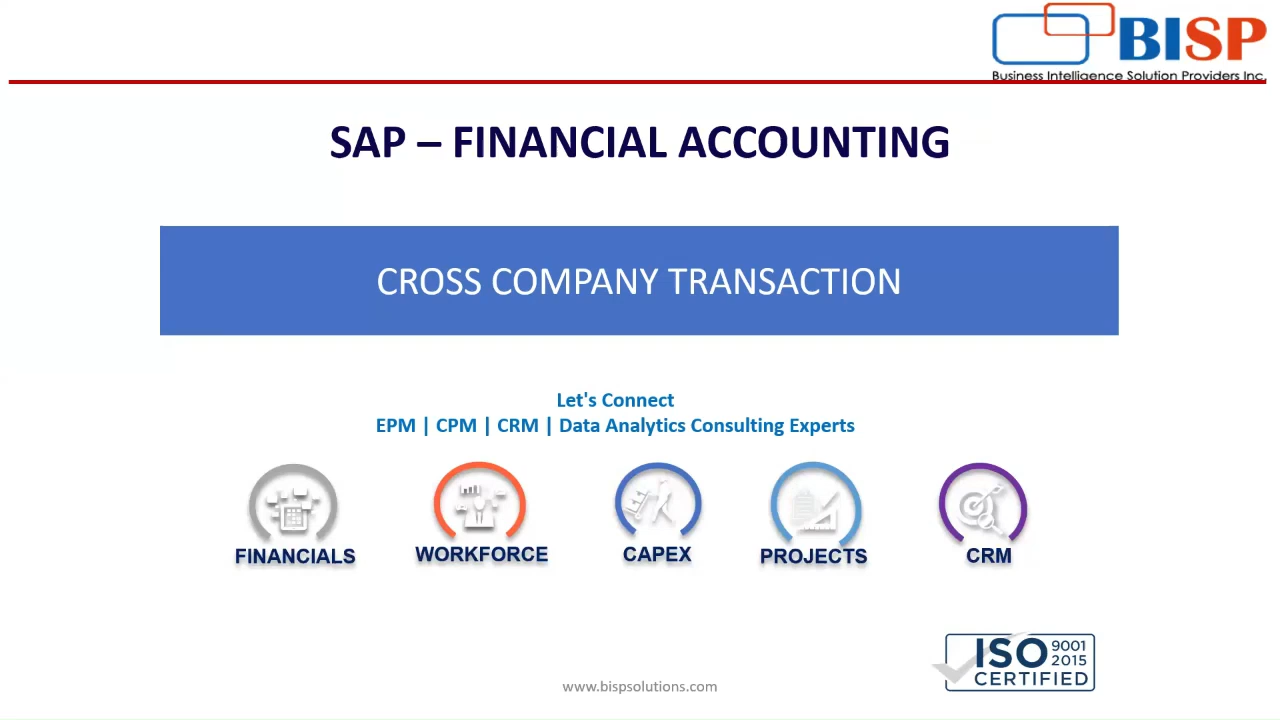 BISP
Business Intelligence Solution Providers Inc.
SAP – FINANCIAL ACCOUNTING
CROSS COMPANY TRANSACTION
Let's Connect
EPM | CPM | CRM | Data Analytics Consulting Experts
FINANCIALS WORKFORCE CAPEX PROJECTS CRM
ISO 9001
2015
CERTIFIED
www.bispsolutions.com